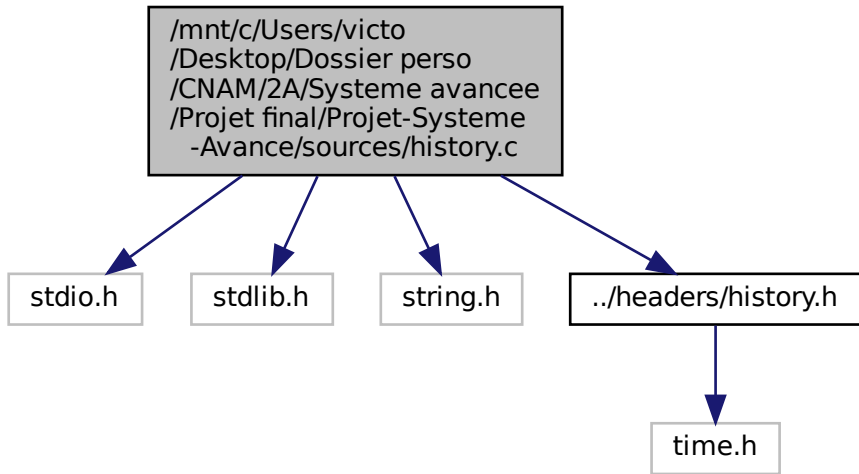 /mnt/c/Users/victo
/Desktop/Dossier perso
/CNAM/2A/Systeme avancee
/Projet final/Projet-Systeme
-Avance/sources/history.c
stdio.h
stdlib.h
string.h
../headers/history.h
time.h